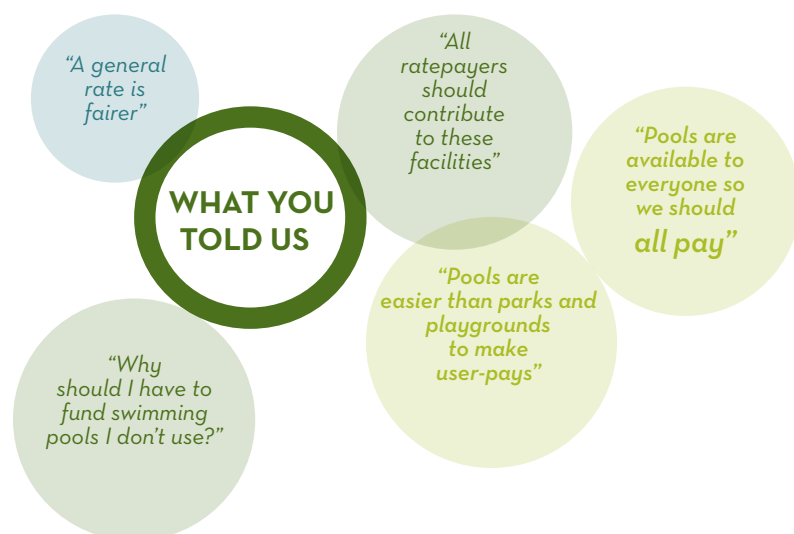 “A general
rate is
fairer”
“All
ratepayers
should
contribute
to these
facilities”
“Pools are
available to
everyone so
we should
all pay”
WHAT YOU
TOLD US
“Pools are
easier than parks and
playgrounds
to make
user-pays”
“Why
should I have to
fund swimming
pools I don’t use?”